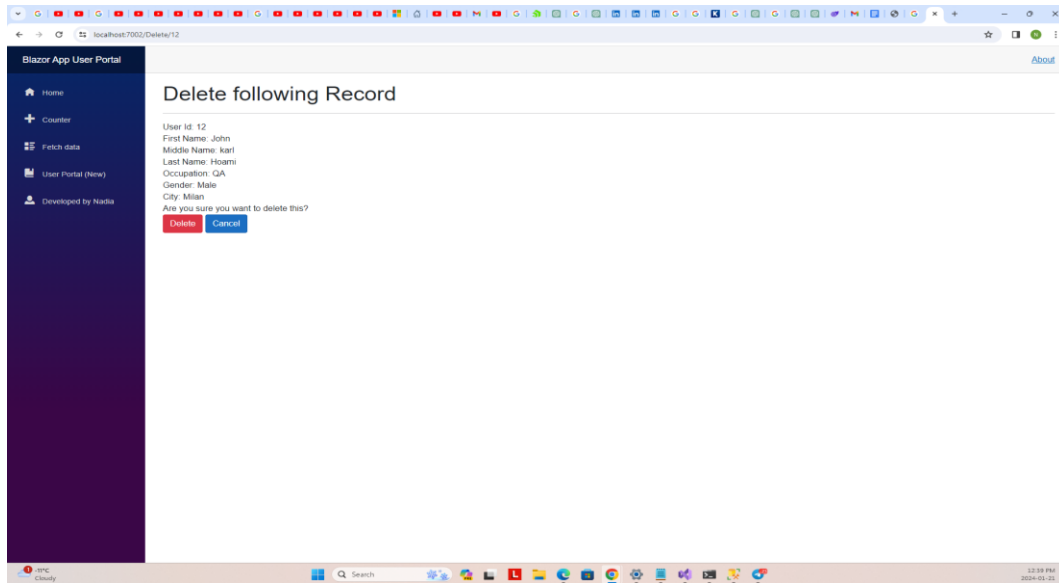 localhost:7002/Delete/12
Blazor App User Portal
About
Home
Counter
Fetch data
User Portal (New)
Developed by Nadia
Delete following Record
User Id: 12
First Name: John
Middle Name: karl
Last Name: Hoami
Occupation: QA
Gender: Male
City: Milan
Are you sure you want to delete this?
Delete Cancel
-11°C
Cloudy
Search
12:59 PM
2024-01-21